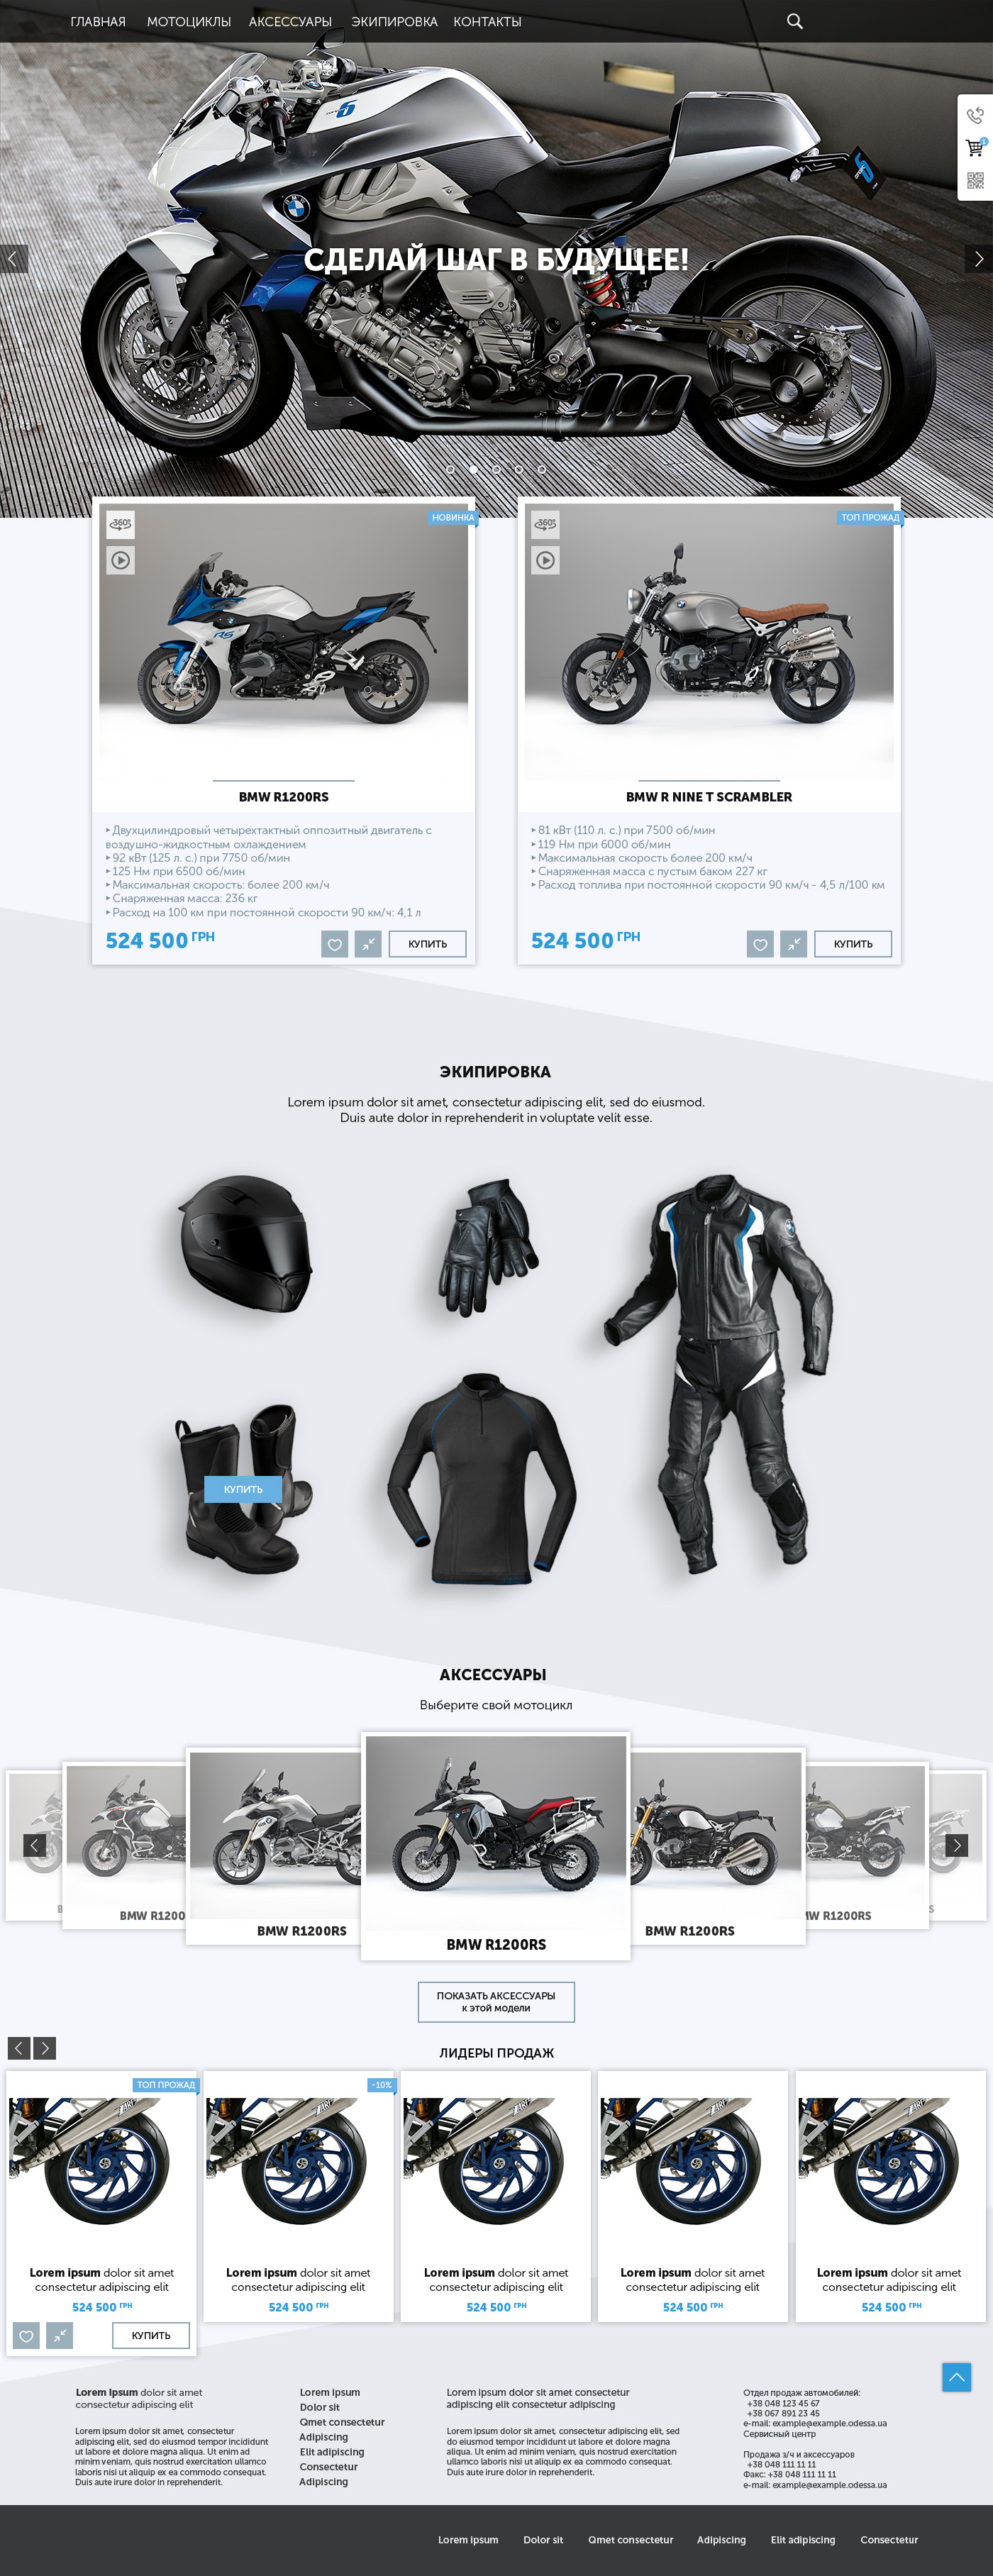 ГЛАВНАЯ МОТОЦИКЛЫ АКСЕССУАРЫ ЭКИПИРОВКА КОНТАКТЫ
1
СДЕЛАЙ ШАГ В БУДУЩЕЕ!
360°
НОВИНКА
BMW R1200RS
▸ Двухцилиндровый четырехтактный оппозитный двигатель с
воздушно-жидкостным охлаждением
▸ 92 кВт (125 л. с.) при 7750 об/мин
▸ 125 Нм при 6500 об/мин
▸ Максимальная скорость: более 200 км/ч
▸ Снаряженная масса: 236 кг
▸ Расход на 100 км при постоянной скорости 90 км/ч: 4,1 л
524 500 ГРН
КУПИТЬ
360°
ТОП ПРОЖАД
BMW R NINE T SCRAMBLER
▸ 81 кВт (110 л. с.) при 7500 об/мин
▸ 119 Нм при 6000 об/мин
▸ Максимальная скорость более 200 км/ч
▸ Снаряженная масса с пустым баком 227 кг
▸ Расход топлива при постоянной скорости 90 км/ч - 4,5 л/100 км
524 500 ГРН
КУПИТЬ
ЭКИПИРОВКА
Lorem ipsum dolor sit amet, consectetur adipiscing elit, sed do eiusmod.
Duis aute dolor in reprehenderit in voluptate velit esse.
КУПИТЬ
АКСЕССУАРЫ
Выберите свой мотоцикл
BMW R1200
BMW R1200RS
BMW R1200RS
BMW R1200RS
MW R1200RS
ПОКАЗАТЬ АКСЕССУАРЫ
к этой модели
ЛИДЕРЫ ПРОДАЖ
ТОП ПРОЖАД
Lorem ipsum dolor sit amet
consectetur adipiscing elit
524 500 ГРН
КУПИТЬ
-10%
Lorem ipsum dolor sit amet
consectetur adipiscing elit
524 500 ГРН
Lorem ipsum dolor sit amet
consectetur adipiscing elit
524 500 ГРН
Lorem ipsum dolor sit amet
consectetur adipiscing elit
524 500 ГРН
Lorem ipsum dolor sit amet
consectetur adipiscing elit
524 500 ГРН
Lorem ipsum dolor sit amet
consectetur adipiscing elit
Lorem ipsum dolor sit amet, consectetur
adipiscing elit, sed do eiusmod tempor incididunt
ut labore et dolore magna aliqua. Ut enim ad
minim veniam, quis nostrud exercitation ullamco
laboris nisi ut aliquip ex ea commodo consequat.
Duis aute irure dolor in reprehenderit.
Lorem ipsum
Dolor sit
Qmet consectetur
Adipiscing
Elit adipiscing
Consectetur
Adipiscing
Lorem ipsum dolor sit amet consectetur
adipiscing elit consectetur adipiscing
Lorem ipsum dolor sit amet, consectetur adipiscing elit, sed
do eiusmod tempor incididunt ut labore et dolore magna
aliqua. Ut enim ad minim veniam, quis nostrud exercitation
ullamco laboris nisi ut aliquip ex ea commodo consequat.
Duis aute irure dolor in reprehenderit.
Отдел продаж автомобилей:
+38 048 123 45 67
+38 067 891 23 45
e-mail: example@example.odessa.ua
Сервисный центр
Продажа з/ч и аксессуаров
+38 048 111 11 11
Факс: +38 048 111 11 11
e-mail: example@example.odessa.ua
Lorem ipsum Dolor sit Qmet consectetur Adipiscing Elit adipiscing Consectetur